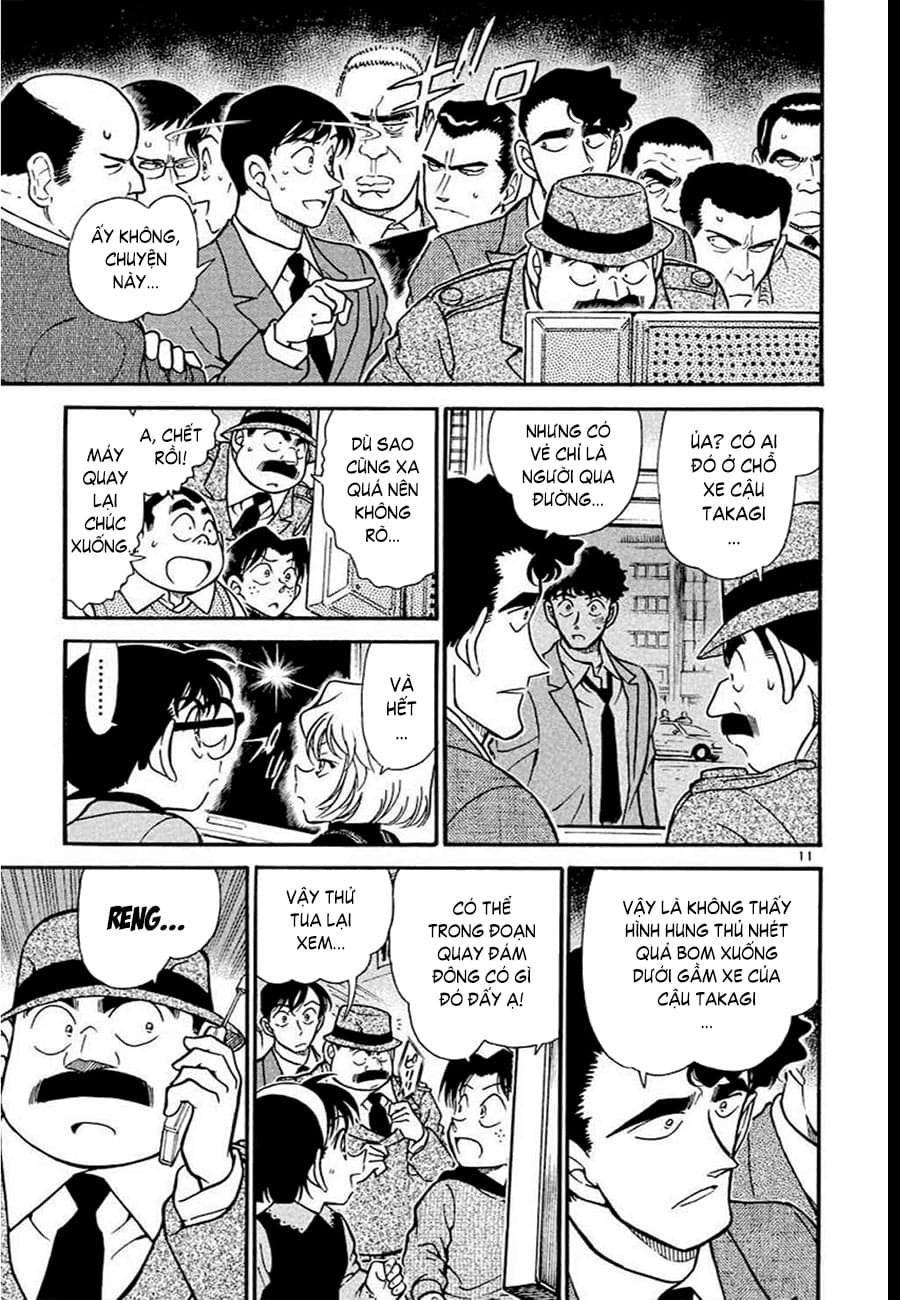 ギロ
ẤY KHÔNG,
CHUYỆN
NÀY...
ỦA? CÓ AI
ĐÓ Ở CHỖ
XE CẬU
TAKAGI
...
NHƯNG CÓ
VẺ CHỈ LÀ
NGƯỜI QUA
ĐƯỜNG...
DÙ SAO
CŨNG XA
QUÁ NÊN
KHÔNG
RÕ...
A, CHẾT
RỒI!
MÁY
QUAY
LẠI
CHÚC
XUỐNG.
VÀ
HẾT
...
........
11
VẬY LÀ KHÔNG THẤY
HÌNH HUNG THỦ NHÉT
QUẢ BOM XUỐNG
DƯỚI GẦM XE CỦA
CẬU TAKAGI
...
CÓ THỂ
TRONG ĐOẠN
QUAY ĐÁM
ĐÔNG CÓ GÌ
ĐÓ ĐẤY Ạ!
VẬY THỬ
TUA LẠI
XEM...
RENG...